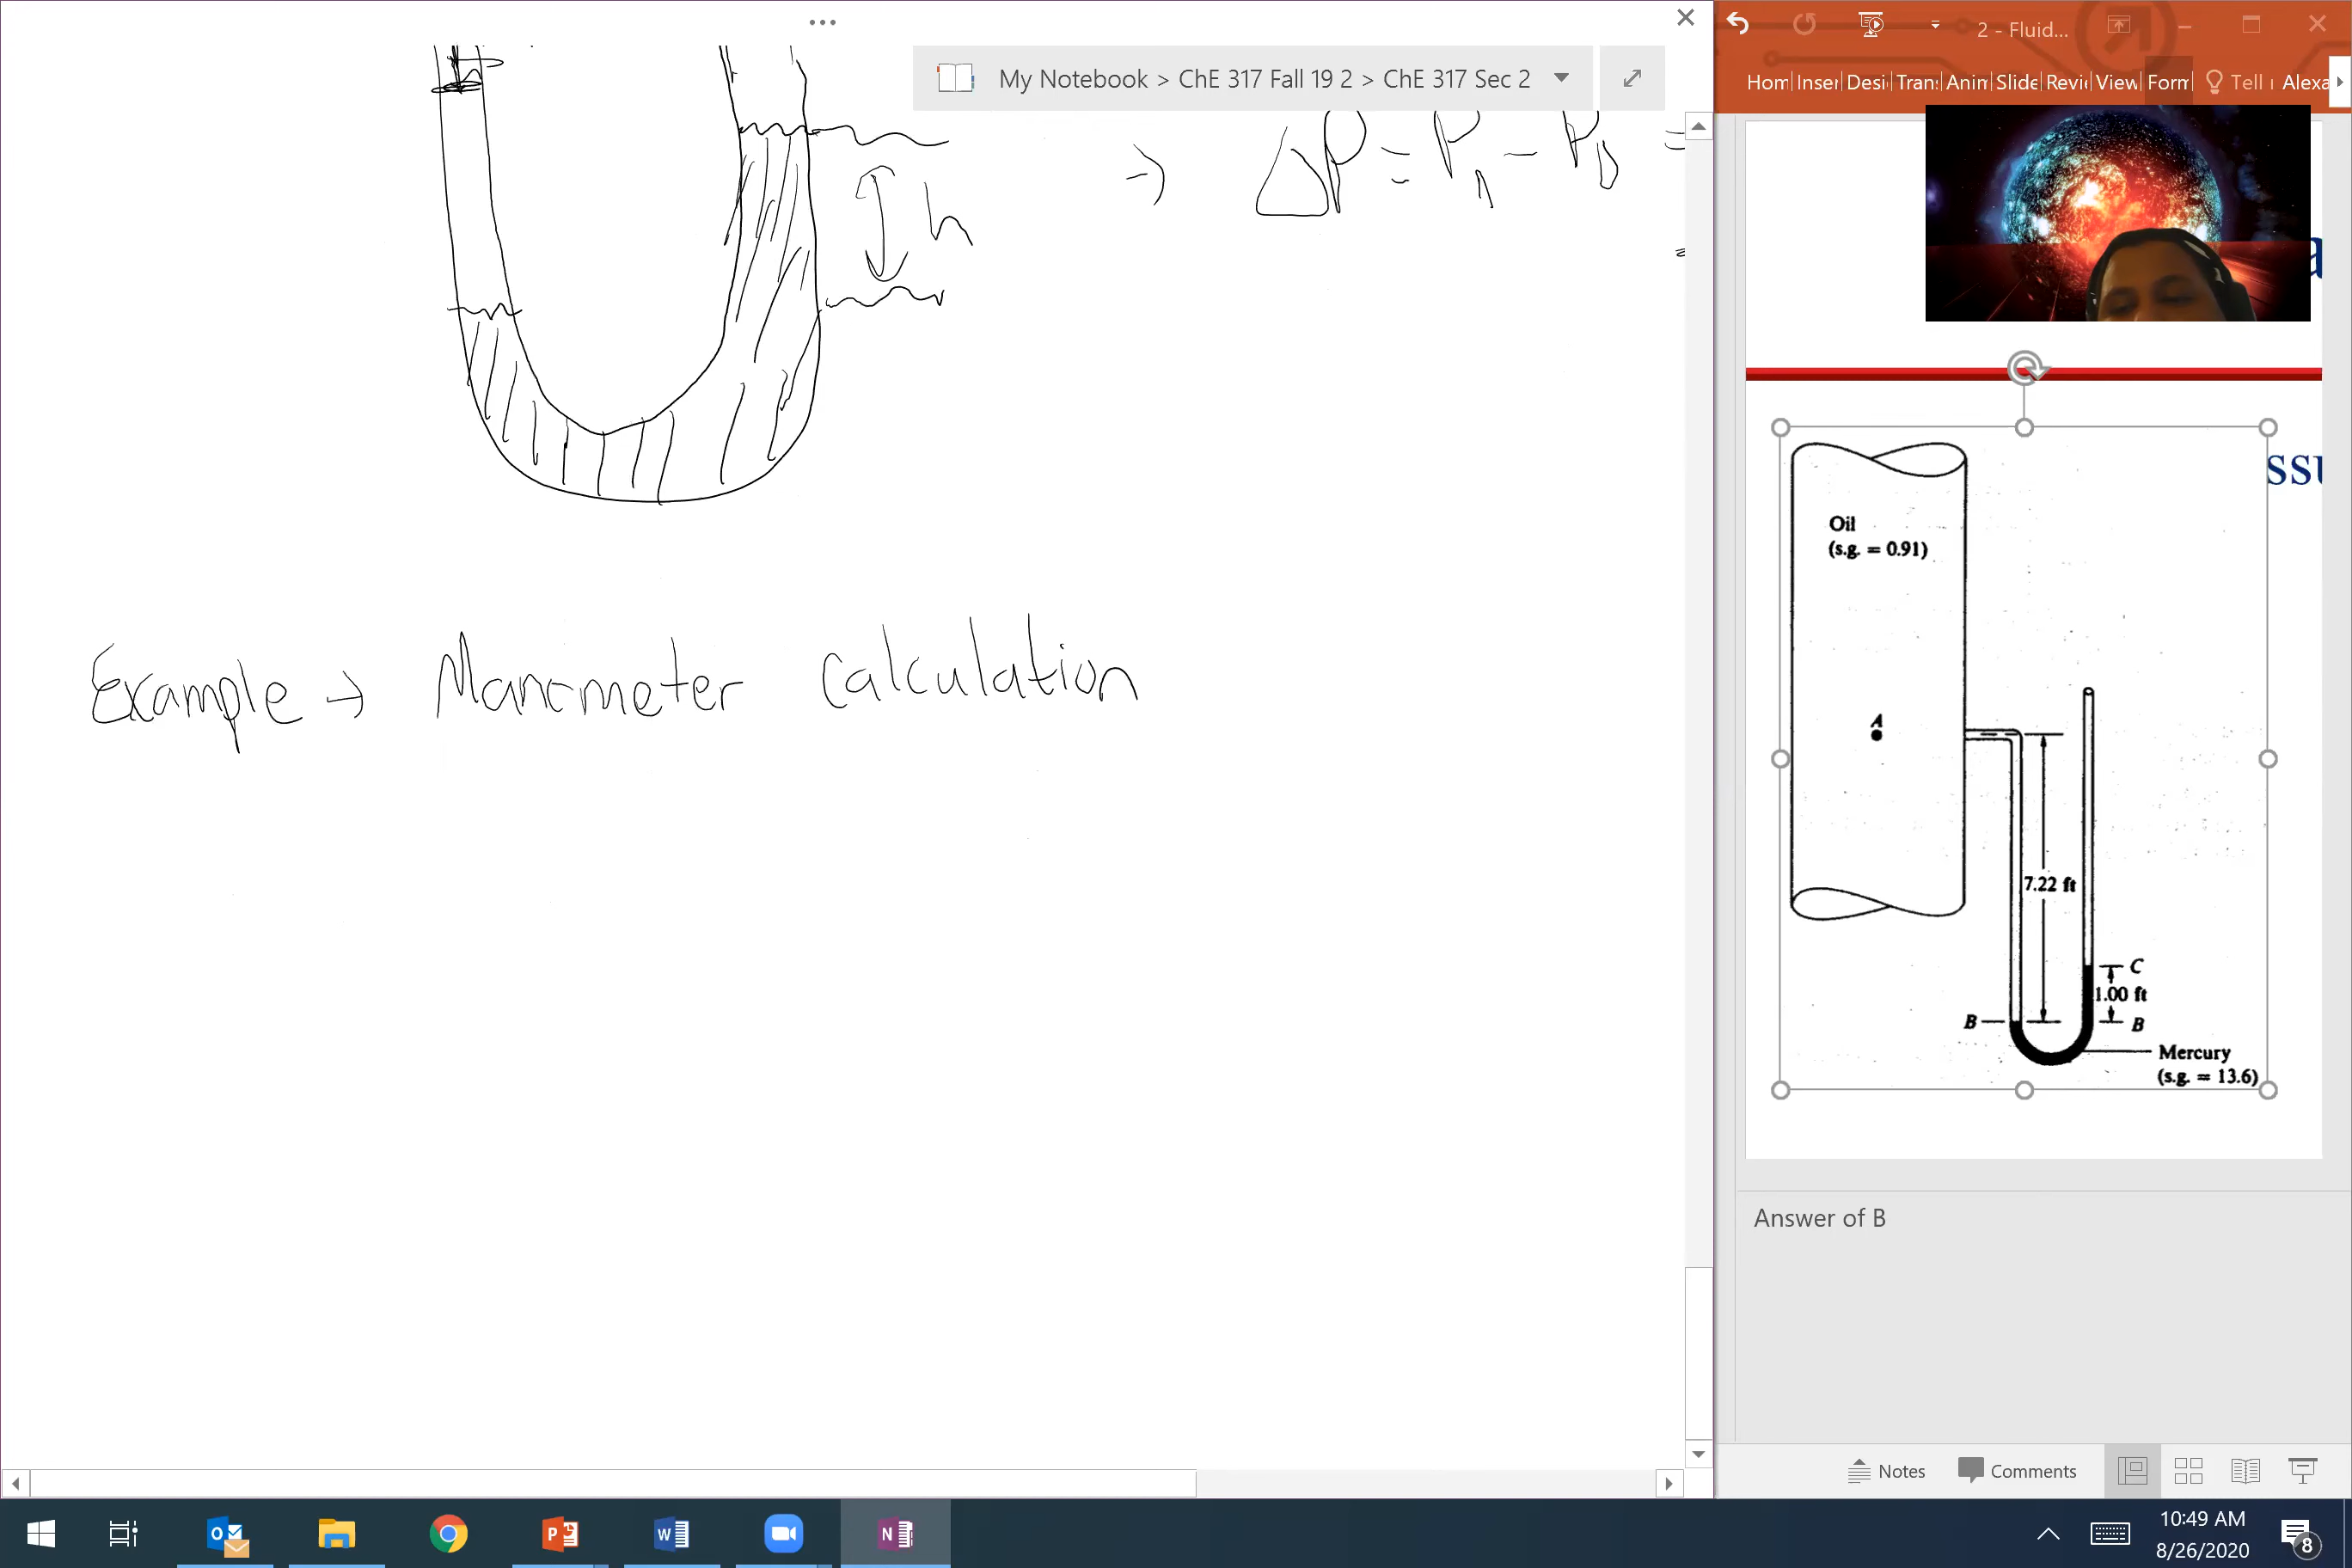 My Notebook > ChE 317 Fall 19 2 > ChE 317 Sec 2
h
→ ΔP = P - P =
=
Example → Manometer Calculation
2 - Fluid...
Hom Inser Desi Tran Anin Slide Revi View Form Tell Alexa
ssu
Oil
(s.g. = 0.91)
A
7.22 ft
C
1.00 ft
B
B
Mercury
(s.g. = 13.6)
Answer of B
Notes Comments
10:49 AM
8/26/2020
8